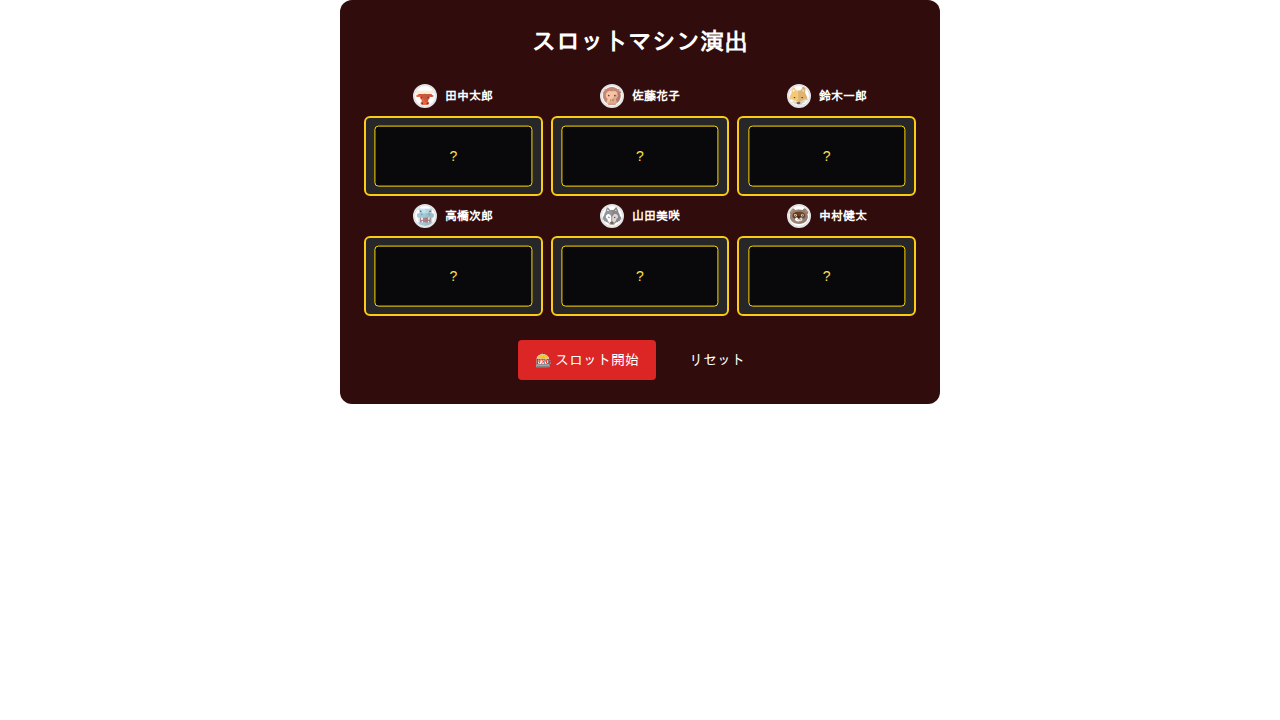 スロットマシン演出
田中太郎
佐藤花子
鈴木一郎
?
?
?
高橋次郎
山田美咲
中村健太
?
?
?
🎰 スロット開始
リセット